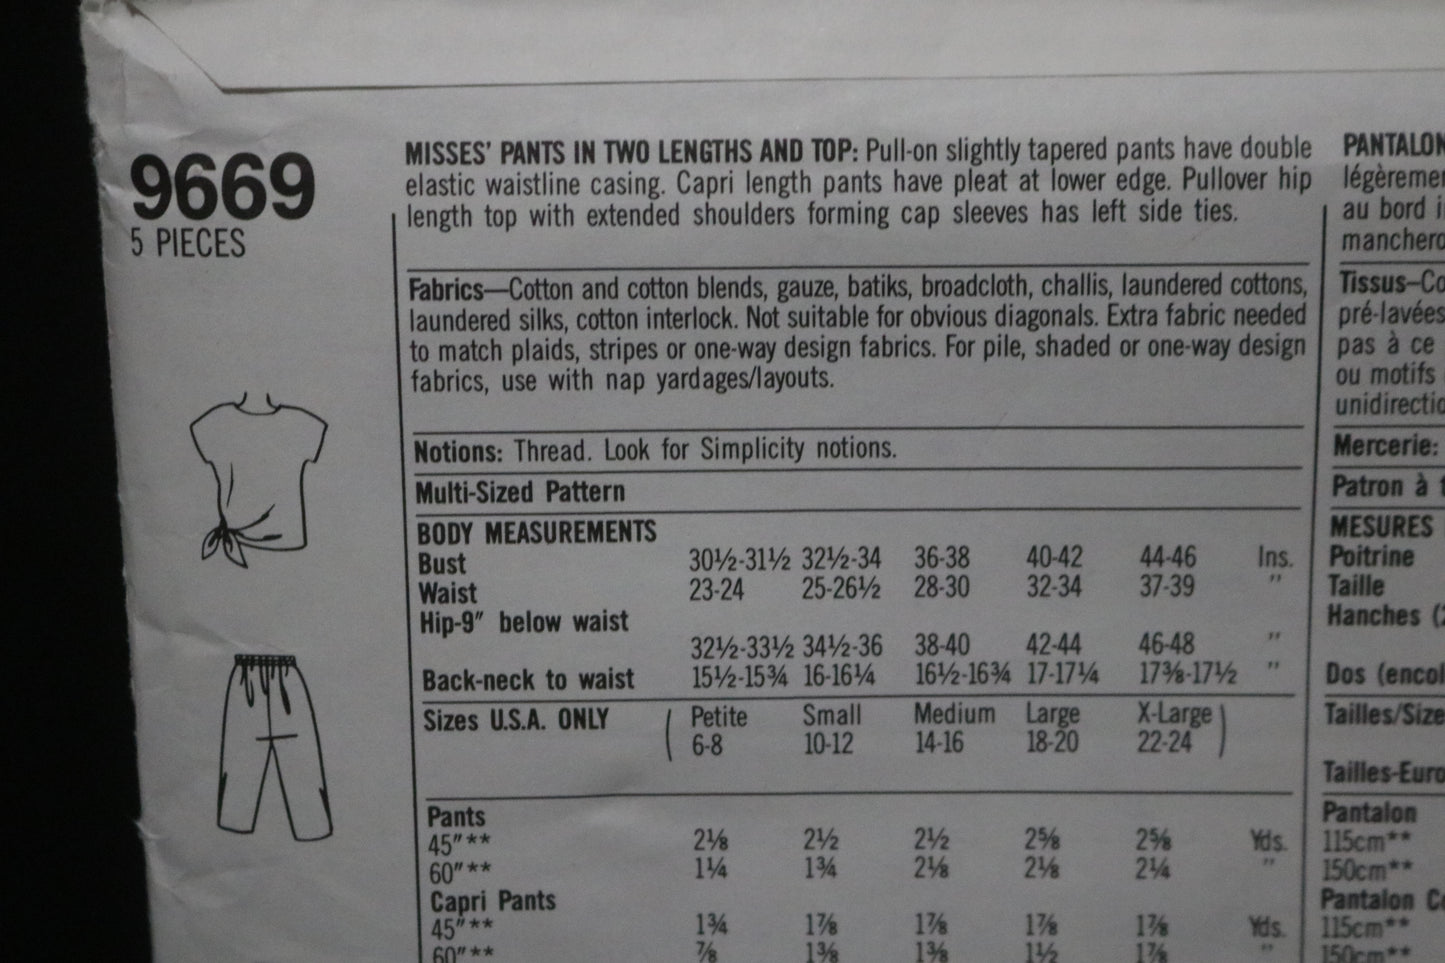 9669
5 PIECES
MISSES' PANTS IN TWO LENGTHS AND TOP: Pull-on slightly tapered pants have double
elastic waistline casing. Capri length pants have pleat at lower edge. Pullover hip
length top with extended shoulders forming cap sleeves has left side ties.
Fabrics—Cotton and cotton blends, gauze, batiks, broadcloth, challis, laundered cottons,
laundered silks, cotton interlock. Not suitable for obvious diagonals. Extra fabric needed
to match plaids, stripes or one-way design fabrics. For pile, shaded or one-way design
fabrics, use with nap yardages/layouts.
Notions: Thread. Look for Simplicity notions.
Multi-Sized Pattern
BODY MEASUREMENTS
Bust 30½-31½ 32½-34 36-38 40-42 44-46 Ins.
Waist 23-24 25-26½ 28-30 32-34 37-39 "
Hip-9" below waist
32½-33½ 34½-36 38-40 42-44 46-48 "
Back-neck to waist 15½-15¾ 16-16¼ 16½-16¾ 17-17¼ 17⅜-17½ "
Sizes U.S.A. ONLY ( Petite Small Medium Large X-Large )
6-8 10-12 14-16 18-20 22-24
Pants
45"** 2⅛ 2½ 2½ 2⅝ 2⅝ Yds.
60"** 1¼ 1¾ 2⅛ 2⅛ 2¼ "
Capri Pants
45"** 1¾ 1⅞ 1⅞ 1⅞ 1⅞ Yds.
60"** ⅞ 1⅜ 1⅜ 1½ 1⅞ "
PANTALON
légèremen
au bord i
manchero
Tissus—Co
pré-lavées
pas à ce
ou motifs
unidirectio
Mercerie:
Patron à
MESURES
Poitrine
Taille
Hanches (
Dos (encol
Tailles/Size
Tailles-Euro
Pantalon
115cm**
150cm**
Pantalon C
115cm**
150cm**